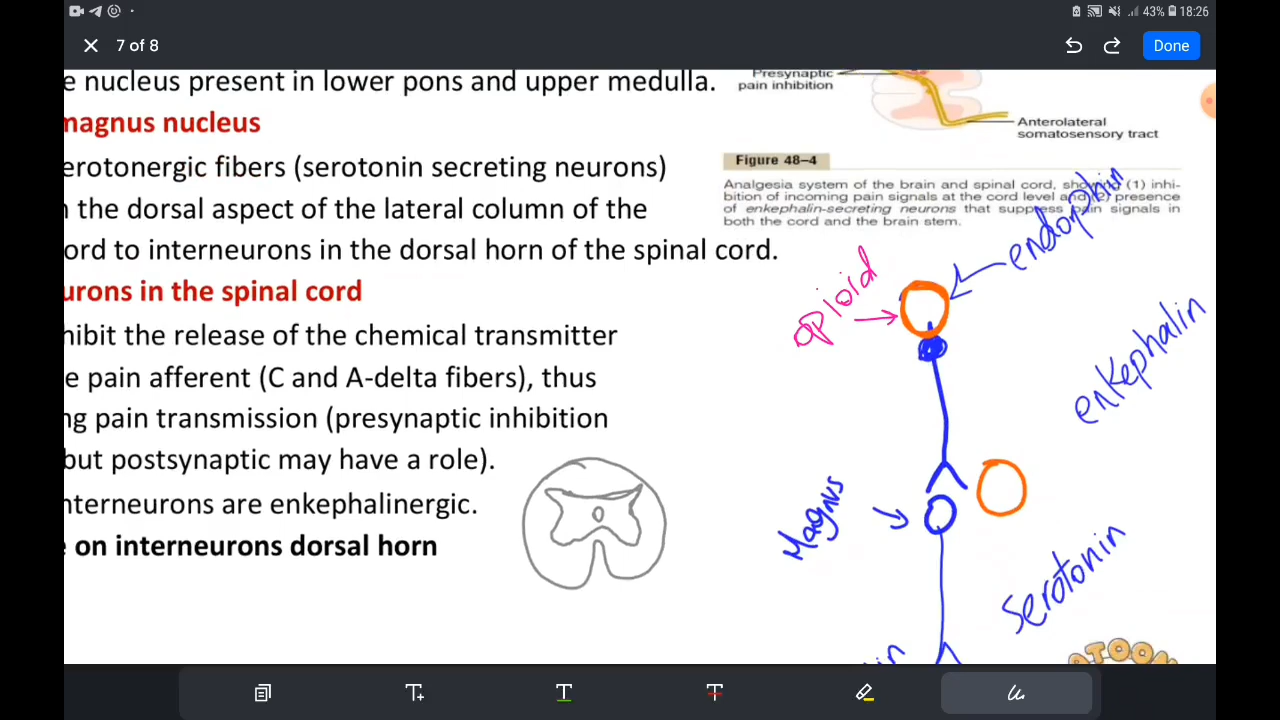 18:26
43%
7 of 8
Done
e nucleus present in lower pons and upper medulla.
magnus nucleus
erotonergic fibers (serotonin secreting neurons)
n the dorsal aspect of the lateral column of the
ord to interneurons in the dorsal horn of the spinal cord.
urons in the spinal cord
hibit the release of the chemical transmitter
e pain afferent (C and A-delta fibers), thus
ng pain transmission (presynaptic inhibition
but postsynaptic may have a role).
nterneurons are enkephalinergic.
e on interneurons dorsal horn
Presynaptic
pain inhibition
Anterolateral
somatosensory tract
Figure 48–4
Analgesia system of the brain and spinal cord, showing (1) inhi-
bition of incoming pain signals at the cord level and (2) presence
of enkephalin-secreting neurons that suppress pain signals in
both the cord and the brain stem.
endophin
opioid
enkephalin
Magnus
Serotonin
in